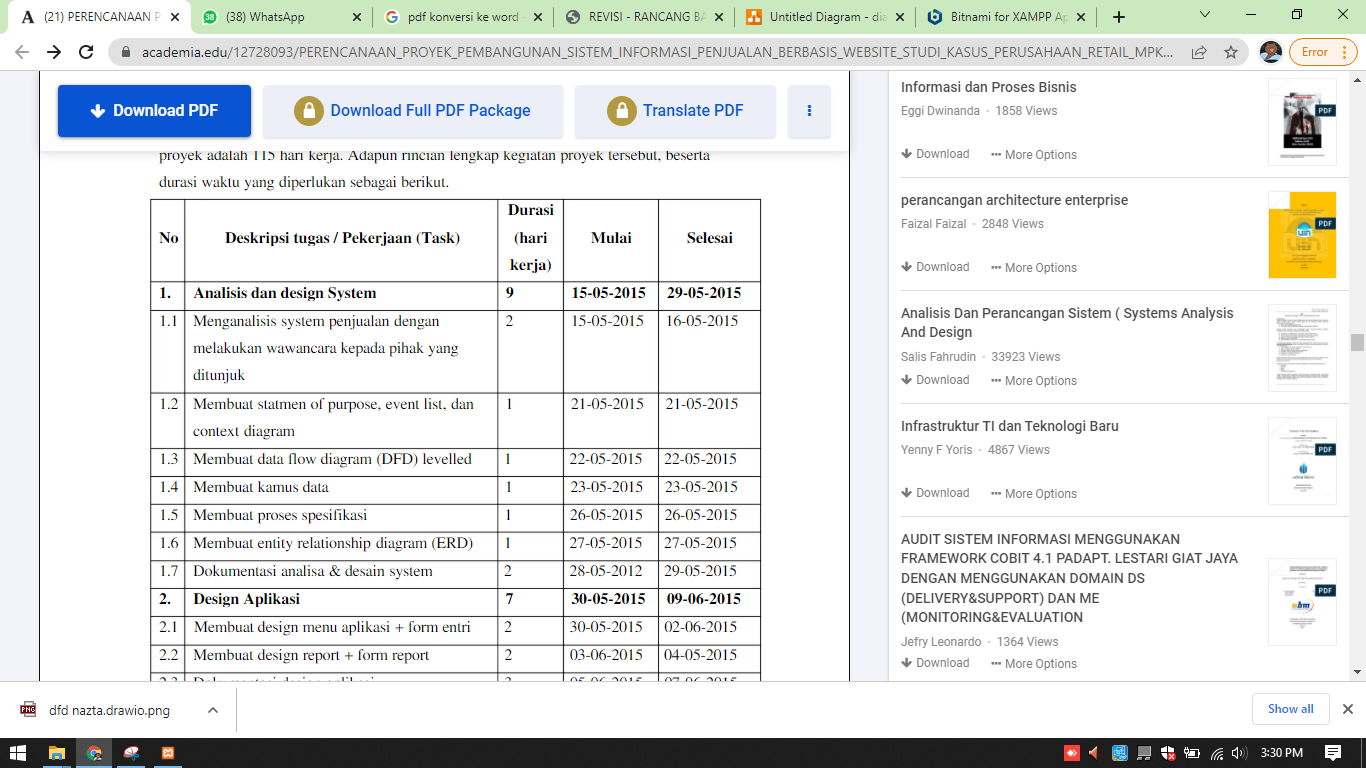 (21) PERENCANAAN P
(38) WhatsApp
pdf konversi ke word -
REVISI - RANCANG BA
Untitled Diagram - dia
Bitnami for XAMPP Ap
academia.edu/12728093/PERENCANAAN_PROYEK_PEMBANGUNAN_SISTEM_INFORMASI_PENJUALAN_BERBASIS_WEBSITE_STUDI_KASUS_PERUSAHAAN_RETAIL_MPK...
Error
Download PDF
Download Full PDF Package
Translate PDF
proyek adalah 115 hari kerja. Adapun rincian lengkap kegiatan proyek tersebut, beserta
durasi waktu yang diperlukan sebagai berikut.
No Deskripsi tugas / Pekerjaan (Task) Durasi (hari kerja) Mulai Selesai
1. Analisis dan design System 9 15-05-2015 29-05-2015
1.1 Menganalisis system penjualan dengan 2 15-05-2015 16-05-2015
melakukan wawancara kepada pihak yang
ditunjuk
1.2 Membuat statmen of purpose, event list, dan 1 21-05-2015 21-05-2015
context diagram
1.3 Membuat data flow diagram (DFD) levelled 1 22-05-2015 22-05-2015
1.4 Membuat kamus data 1 23-05-2015 23-05-2015
1.5 Membuat proses spesifikasi 1 26-05-2015 26-05-2015
1.6 Membuat entity relationship diagram (ERD) 1 27-05-2015 27-05-2015
1.7 Dokumentasi analisa & desain system 2 28-05-2012 29-05-2015
2. Design Aplikasi 7 30-05-2015 09-06-2015
2.1 Membuat design menu aplikasi + form entri 2 30-05-2015 02-06-2015
2.2 Membuat design report + form report 2 03-06-2015 04-05-2015
Informasi dan Proses Bisnis
Eggi Dwinanda · 1858 Views
Download More Options
PDF
perancangan architecture enterprise
Faizal Faizal · 2848 Views
Download More Options
PDF
Analisis Dan Perancangan Sistem ( Systems Analysis
And Design
Salis Fahrudin · 33923 Views
Download More Options
Infrastruktur TI dan Teknologi Baru
Yenny F Yoris · 4867 Views
Download More Options
PDF
AUDIT SISTEM INFORMASI MENGGUNAKAN
FRAMEWORK COBIT 4.1 PADAPT. LESTARI GIAT JAYA
DENGAN MENGGUNAKAN DOMAIN DS
(DELIVERY&SUPPORT) DAN ME
(MONITORING&EVALUATION
Jefry Leonardo · 1364 Views
Download More Options
PDF
dfd nazta.drawio.png
Show all
3:30 PM